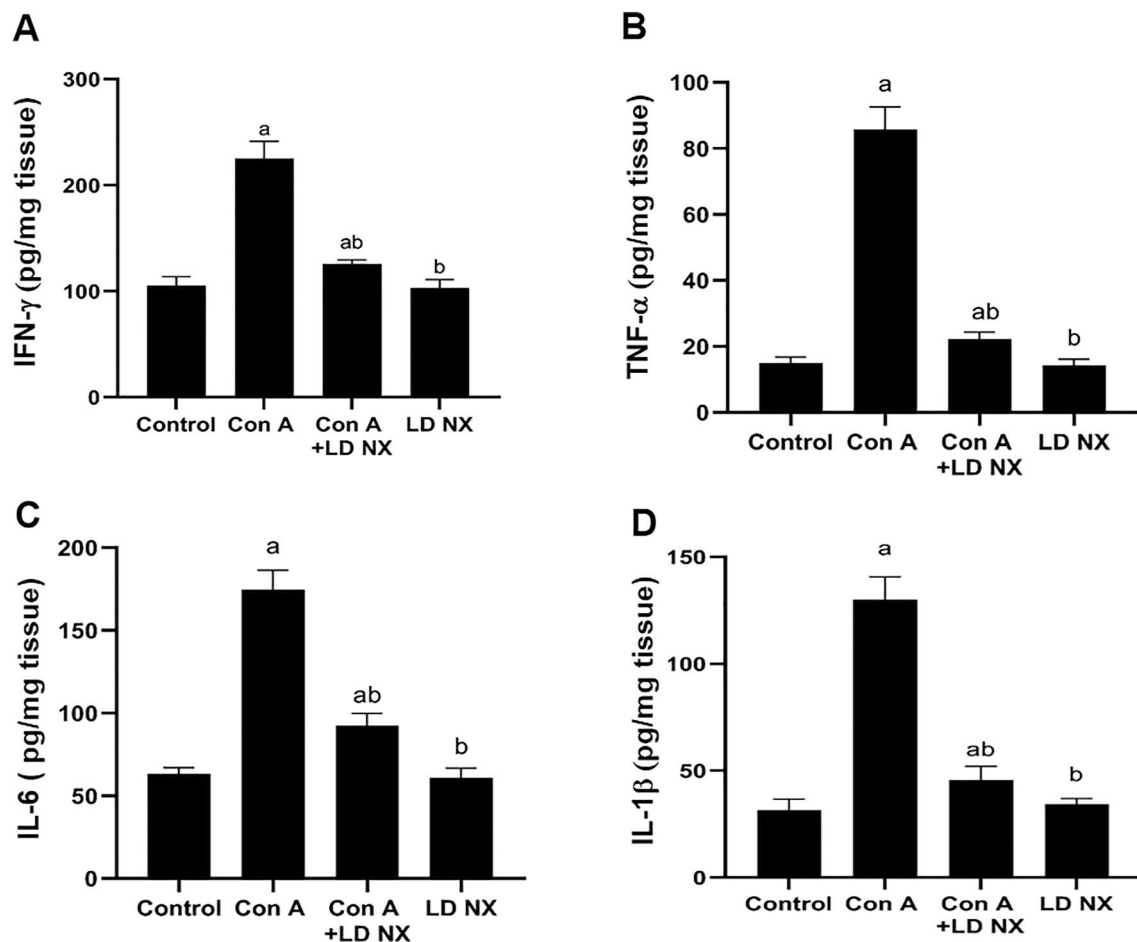 A
IFN-γ (pg/mg tissue)
300
200
100
0
a
ab
b
Control
Con A
Con A
+LD NX
LD NX
B
TNF-α (pg/mg tissue)
100
80
60
40
20
0
a
ab
b
Control
Con A
Con A
+LD NX
LD NX
C
IL-6 ( pg/mg tissue)
200
150
100
50
0
a
ab
b
Control
Con A
Con A
+LD NX
LD NX
D
IL-1β (pg/mg tissue)
150
100
50
0
a
ab
b
Control
Con A
Con A
+LD NX
LD NX